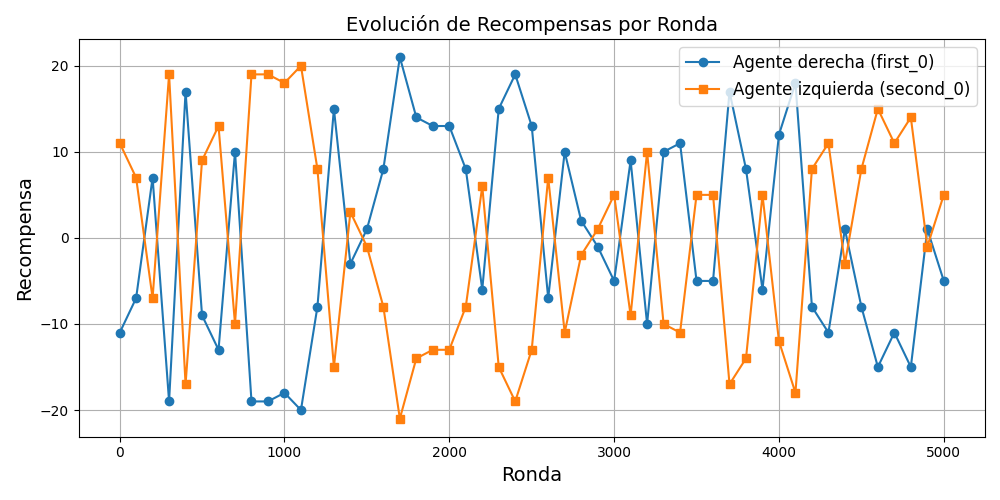 Evolución de Recompensas por Ronda
Agente derecha (first_0)
Agente izquierda (second_0)
Recompensa
20
10
0
−10
−20
0
1000
2000
3000
4000
5000
Ronda